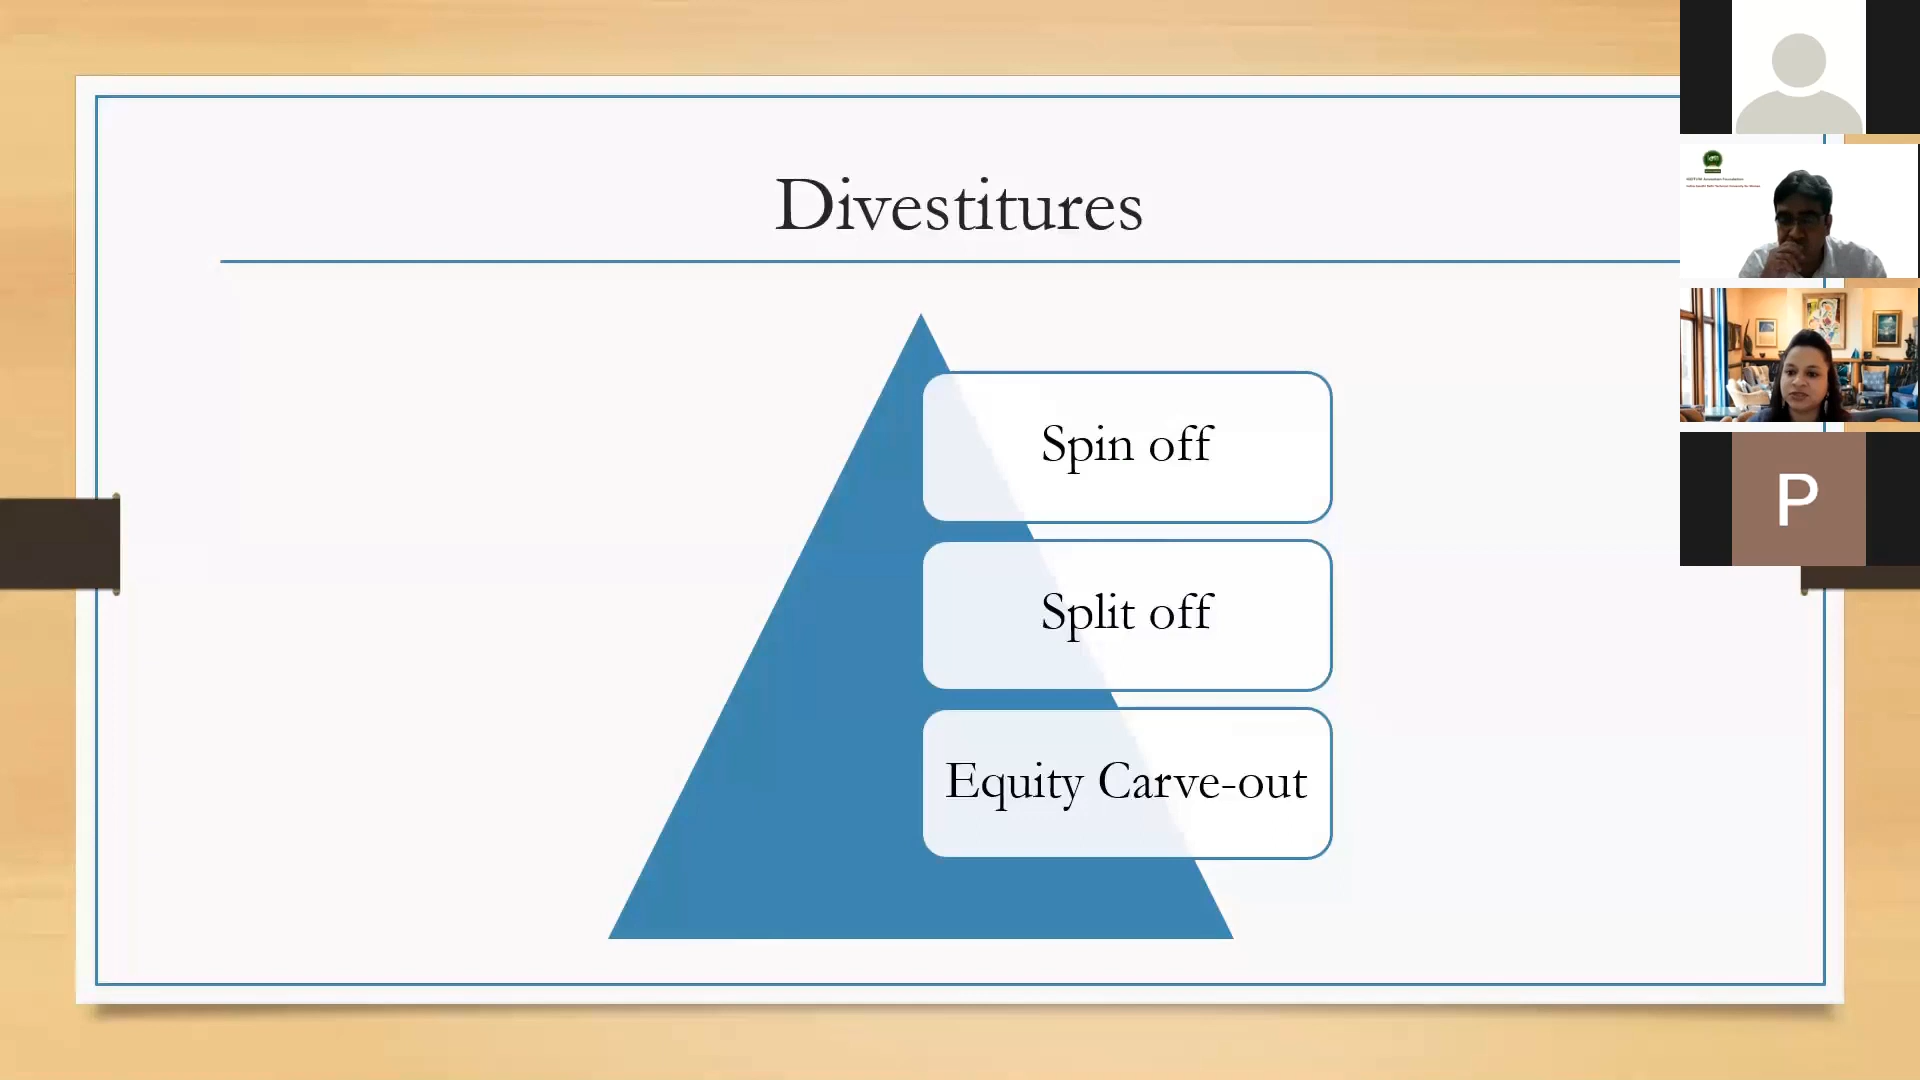 Divestitures
Spin off
Split off
Equity Carve-out
P